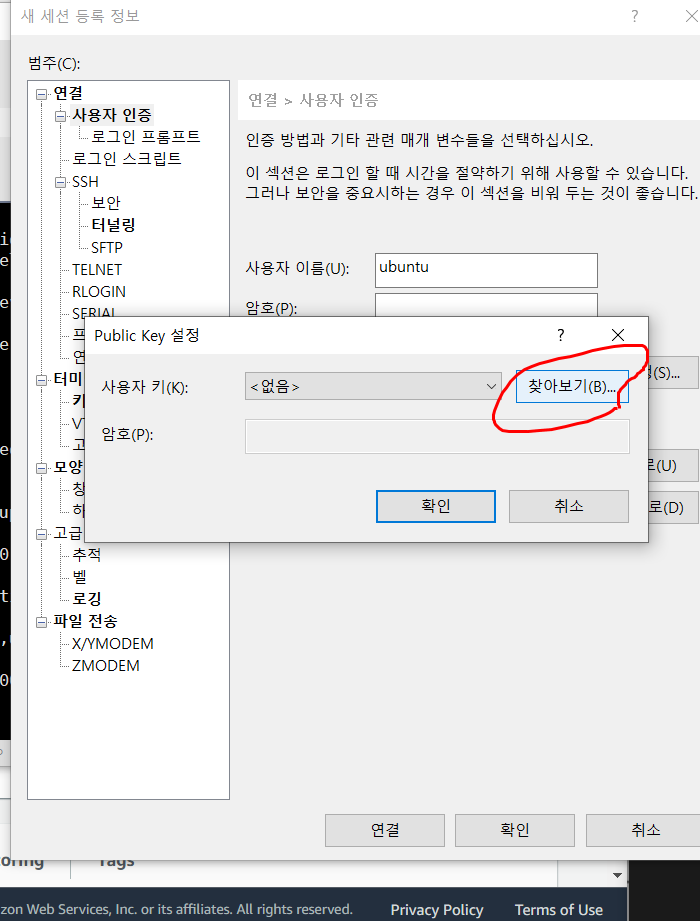 새 세션 등록 정보
범주(C):
연결
사용자 인증
로그인 프롬프트
로그인 스크립트
SSH
보안
터널링
SFTP
TELNET
RLOGIN
SERIAL
터미
모양
고급
추적
벨
로깅
파일 전송
X/YMODEM
ZMODEM
연결 > 사용자 인증
인증 방법과 기타 관련 매개 변수들을 선택하십시오.
이 섹션은 로그인 할 때 시간을 절약하기 위해 사용할 수 있습니다.
그러나 보안을 중요시하는 경우 이 섹션을 비워 두는 것이 좋습니다.
사용자 이름(U): ubuntu
암호(P):
(S)...
로(U)
로(D)
Public Key 설정
사용자 키(K): <없음> 찾아보기(B)...
암호(P):
확인 취소
연결 확인 취소
Tags
Web Services, Inc. or its affiliates. All rights reserved. Privacy Policy Terms of Use